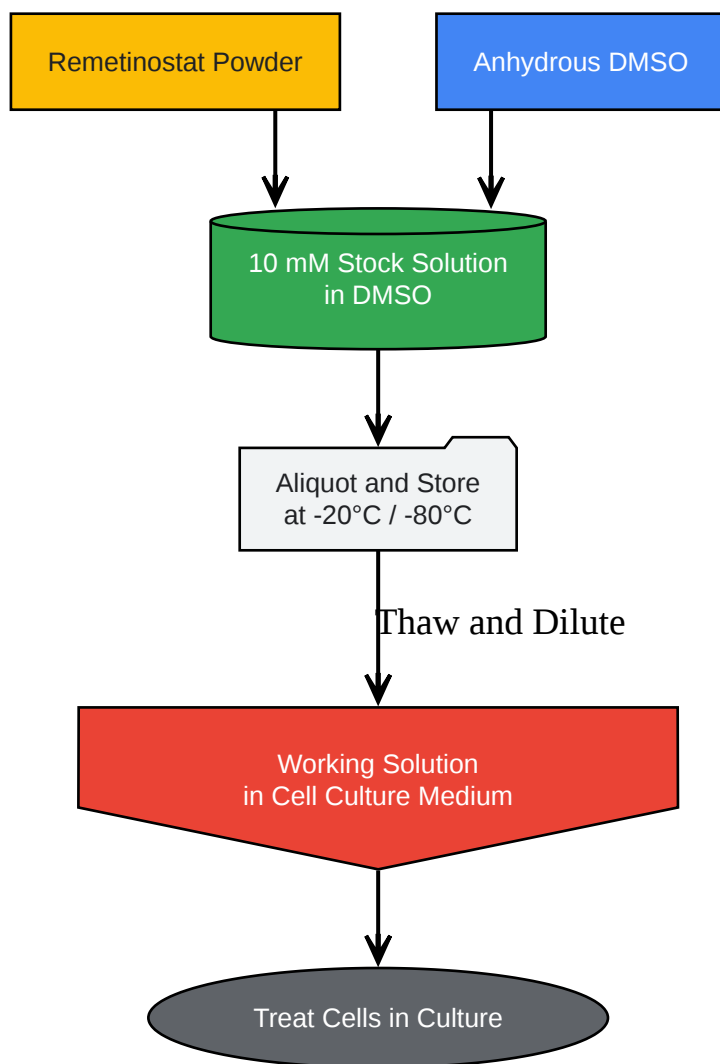 Remetinostat Powder
Anhydrous DMSO
10 mM Stock Solution
in DMSO
Aliquot and Store
at -20°C / -80°C
Thaw and Dilute
Working Solution
in Cell Culture Medium
Treat Cells in Culture